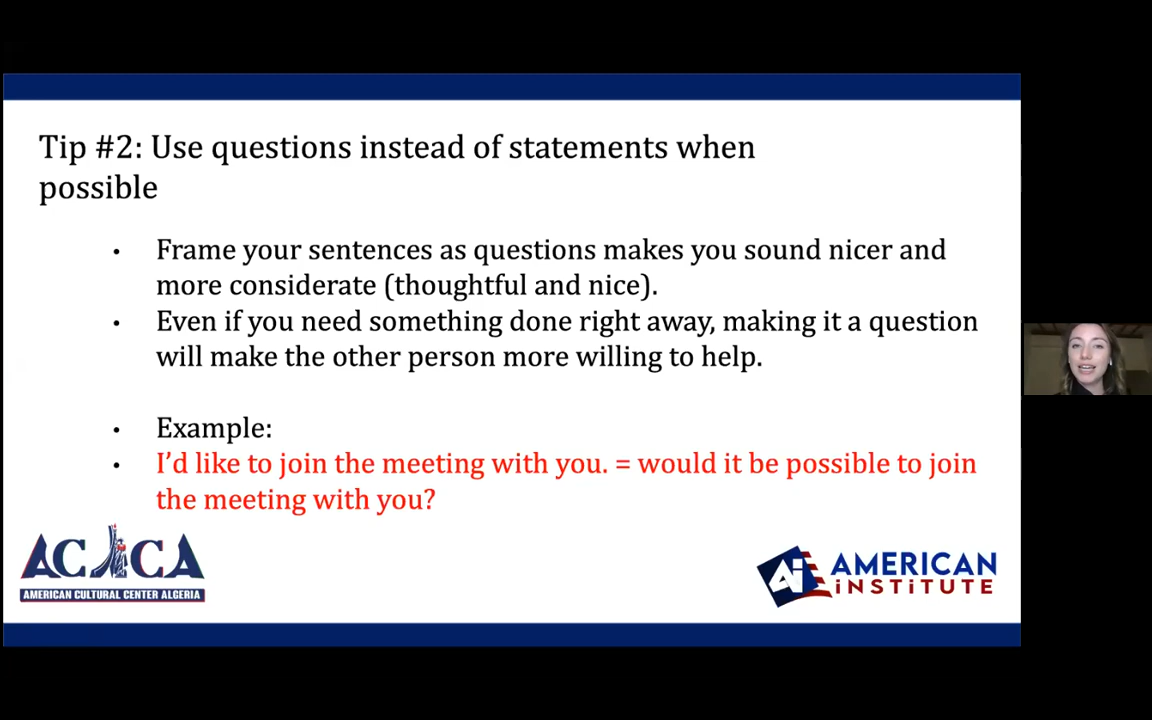 Tip #2: Use questions instead of statements when
possible
• Frame your sentences as questions makes you sound nicer and
more considerate (thoughtful and nice).
• Even if you need something done right away, making it a question
will make the other person more willing to help.
• Example:
• I’d like to join the meeting with you. = would it be possible to join
the meeting with you?
ACCA
AMERICAN CULTURAL CENTER ALGERIA
Ai AMERICAN
iNSTiTUTE